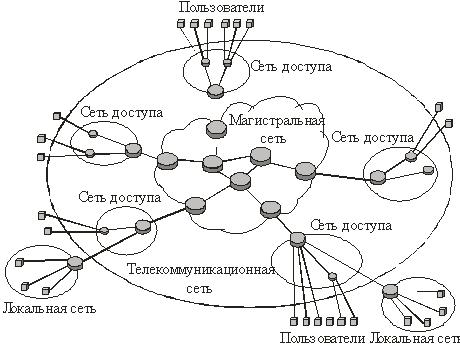 Пользователи
Сеть доступа
Сеть доступа
Магистральная
сеть
Сеть доступа
Сеть доступа
Сеть доступа
Телекоммуникационная
сеть
Локальная сеть
Пользователи
Локальная сеть